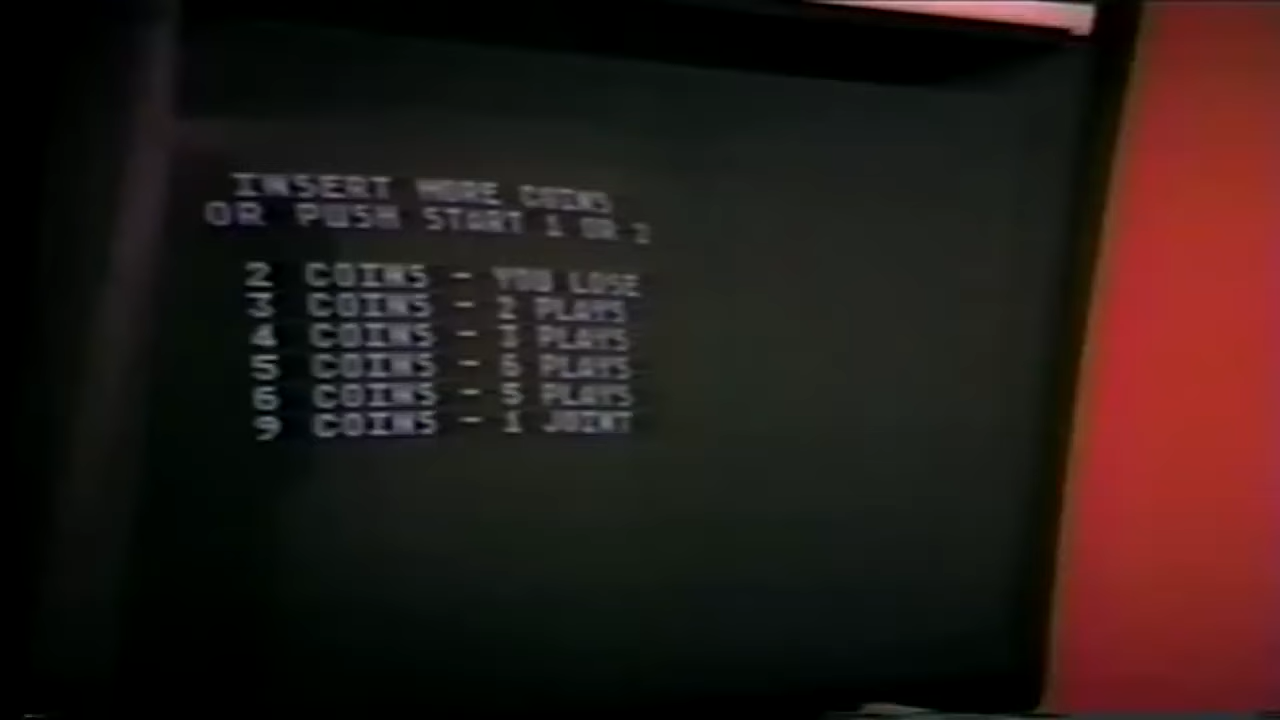 INSERT MORE COINS
OR PUSH START 1 OR 2
2 COINS - YOU LOSE
3 COINS - 2 PLAYS
4 COINS - 3 PLAYS
5 COINS - 6 PLAYS
6 COINS - 5 PLAYS
9 COINS - 1 JOINT